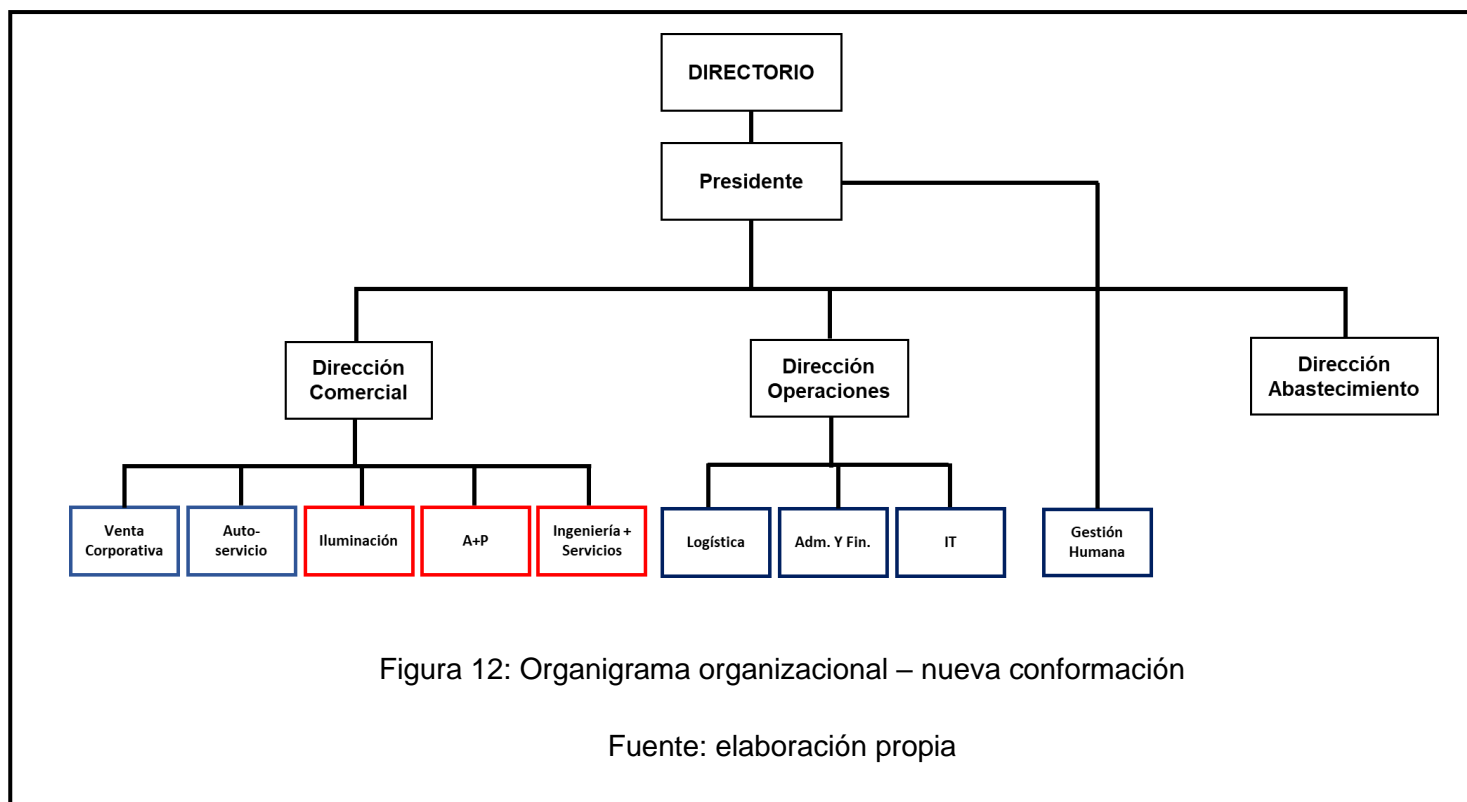 DIRECTORIO
Presidente
Dirección
Comercial
Dirección
Operaciones
Dirección
Abastecimiento
Venta
Corporativa
Auto-
servicio
Iluminación
A+P
Ingeniería +
Servicios
Logística
Adm. Y Fin.
IT
Gestión
Humana
Figura 12: Organigrama organizacional – nueva conformación
Fuente: elaboración propia